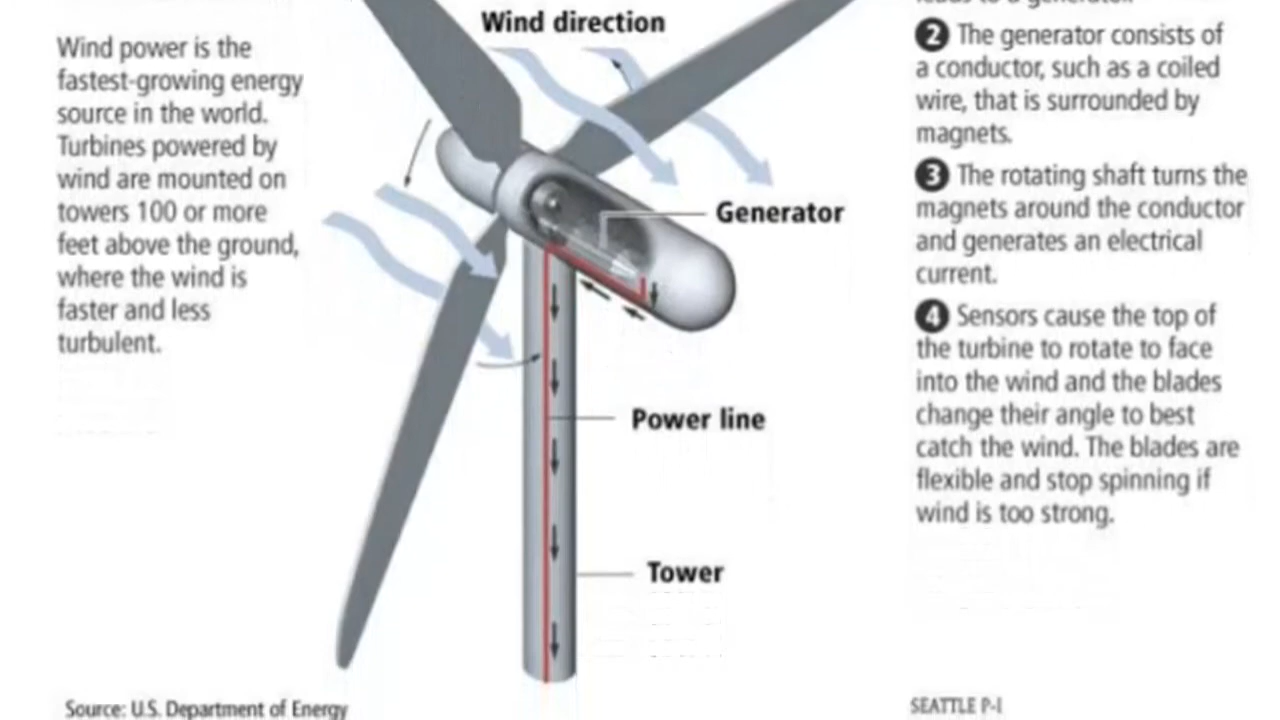 Wind power is the
fastest-growing energy
source in the world.
Turbines powered by
wind are mounted on
towers 100 or more
feet above the ground,
where the wind is
faster and less
turbulent.
Wind direction
Generator
Power line
Tower
leads to a generator.
2 The generator consists of
a conductor, such as a coiled
wire, that is surrounded by
magnets.
3 The rotating shaft turns the
magnets around the conductor
and generates an electrical
current.
4 Sensors cause the top of
the turbine to rotate to face
into the wind and the blades
change their angle to best
catch the wind. The blades are
flexible and stop spinning if
wind is too strong.
Source: U.S. Department of Energy
SEATTLE P-I